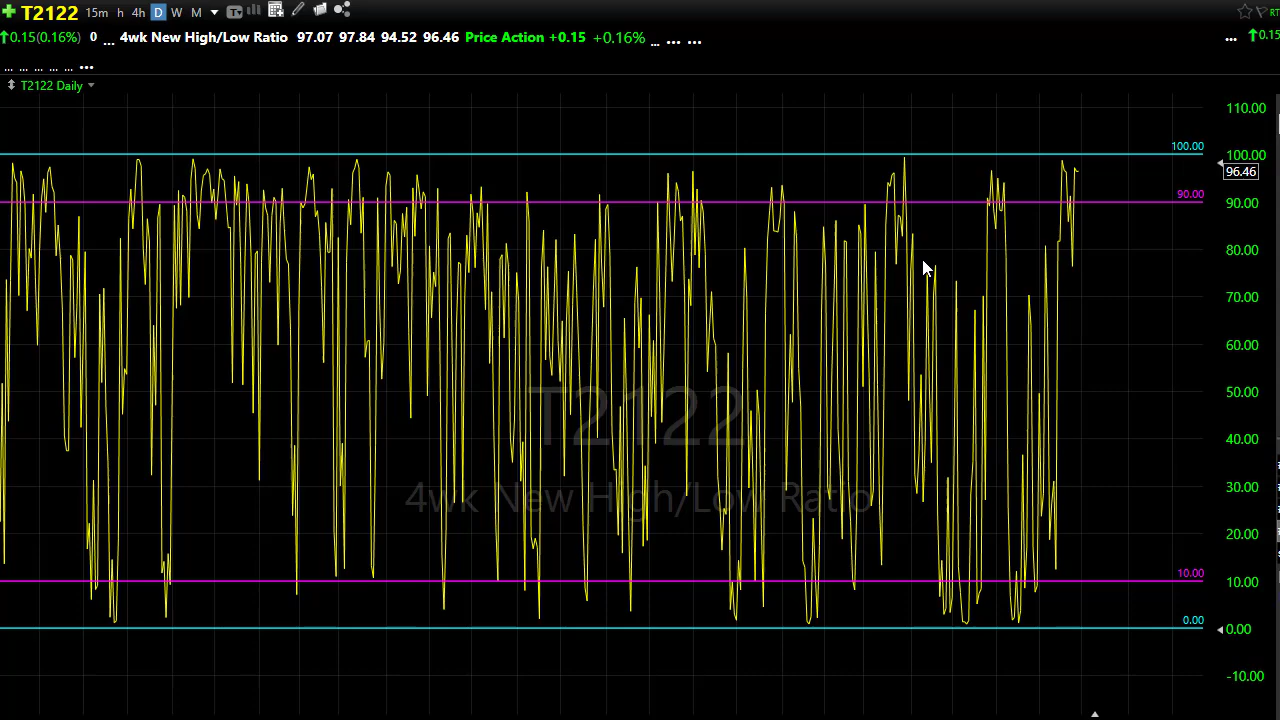 T2122 15m h 4h D W M T RT
0.15(0.16%) 0 ... 4wk New High/Low Ratio 97.07 97.84 94.52 96.46 Price Action +0.15 +0.16% ... ... ... ... 0.15
... ... ... ... ... ...
T2122 Daily
110.00
100.00 100.00
96.46
90.00 90.00
80.00
70.00
60.00
50.00
T2122
40.00
4wk New High/Low Ratio
30.00
20.00
10.00 10.00
0.00 0.00
-10.00